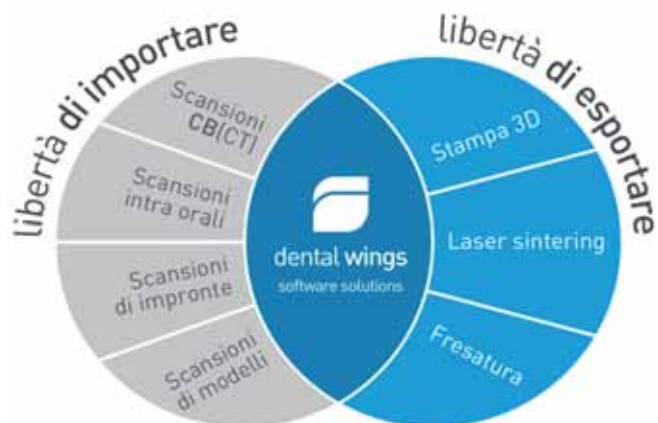 libertà di importare
Scansioni
CB(CT)
Scansioni
intra orali
Scansioni
di impronte
Scansioni
di modelli
dental wings
software solutions
libertà di esportare
Stampa 3D
Laser sintering
Fresatura